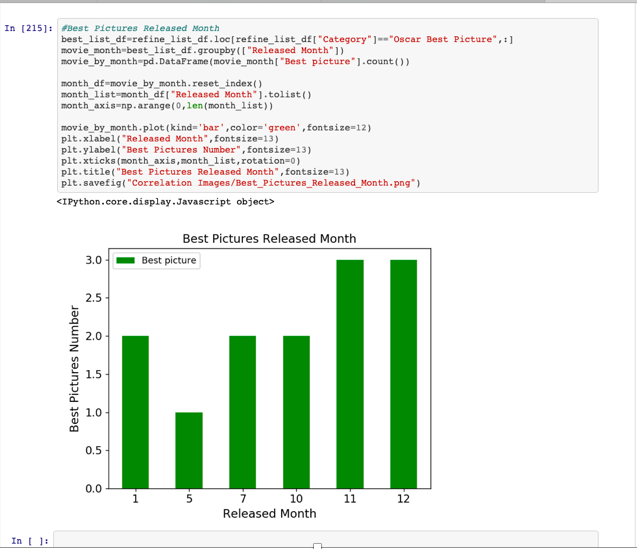 In [215]:
#Best Pictures Released Month
best_list_df=refine_list_df.loc[refine_list_df["Category"]=="Oscar Best Picture",:]
movie_month=best_list_df.groupby(["Released Month"])
movie_by_month=pd.DataFrame(movie_month["Best picture"].count())
month_df=movie_by_month.reset_index()
month_list=month_df["Released Month"].tolist()
month_axis=np.arange(0,len(month_list))
movie_by_month.plot(kind='bar',color='green',fontsize=12)
plt.xlabel("Released Month",fontsize=13)
plt.ylabel("Best Pictures Number",fontsize=13)
plt.xticks(month_axis,month_list,rotation=0)
plt.title("Best Pictures Released Month",fontsize=13)
plt.savefig("Correlation Images/Best_Pictures_Released_Month.png")
<IPython.core.display.Javascript object>
Best Pictures Released Month
Best picture
3.0
2.5
2.0
1.5
1.0
0.5
0.0
Best Pictures Number
1 5 7 10 11 12
Released Month
In [ ]: